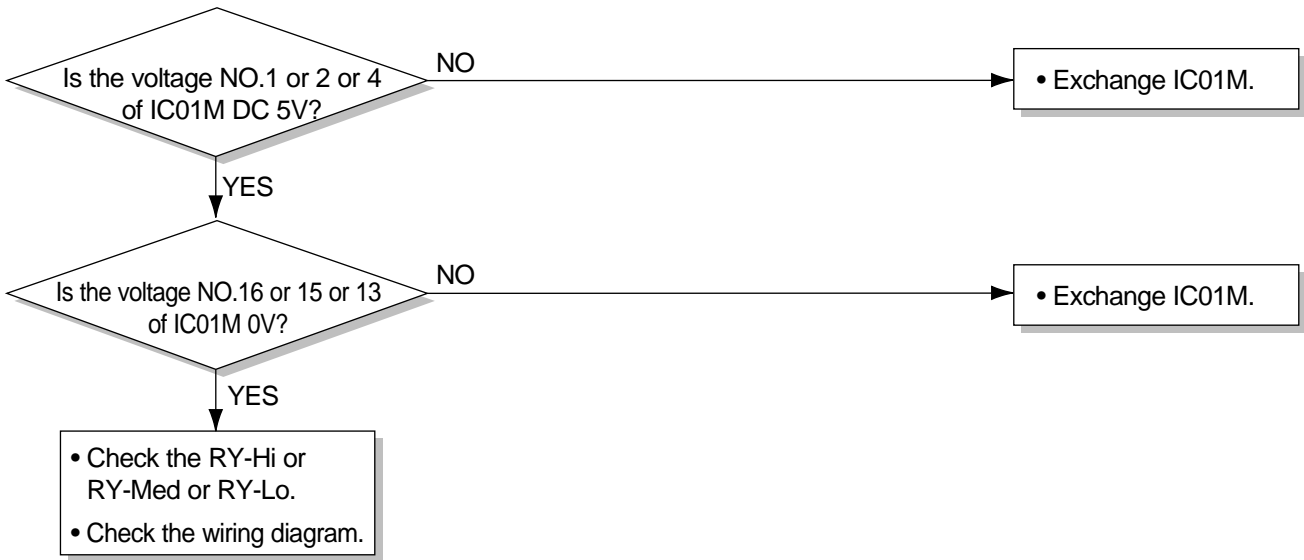 Is the voltage NO.1 or 2 or 4
of IC01M DC 5V?
NO
• Exchange IC01M.
YES
Is the voltage NO.16 or 15 or 13
of IC01M 0V?
NO
• Exchange IC01M.
YES
• Check the RY-Hi or
RY-Med or RY-Lo.
• Check the wiring diagram.